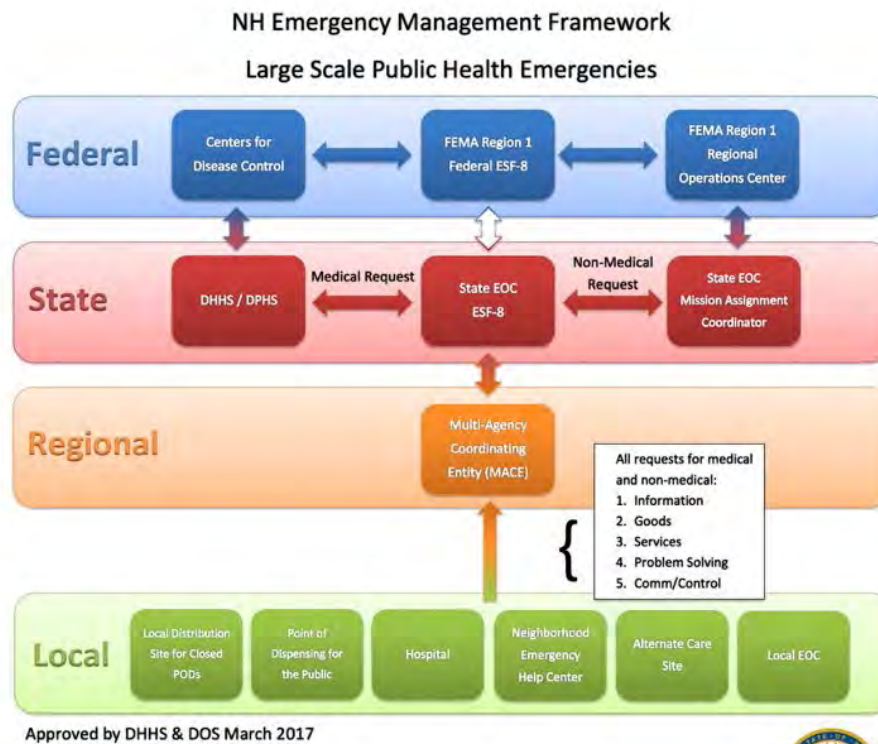 NH Emergency Management Framework
Large Scale Public Health Emergencies
Federal
Centers for
Disease Control
FEMA Region 1
Federal ESF-8
FEMA Region 1
Regional
Operations Center
State
DHHS / DPHS
Medical Request
State EOC
ESF-8
Non-Medical
Request
State EOC
Mission Assignment
Coordinator
Regional
Multi-Agency
Coordinating
Entity (MACE)
All requests for medical
and non-medical:
1. Information
2. Goods
3. Services
4. Problem Solving
5. Comm/Control
{
Local
Local Distribution
Site for Closed
PODs
Point of
Dispensing for
the Public
Hospital
Neighborhood
Emergency
Help Center
Alternate Care
Site
Local EOC
Approved by DHHS & DOS March 2017